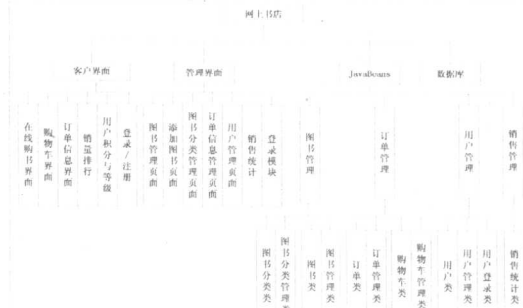 网上书店
客户界面
管理界面
JavaBeans
数据库
在线购书界面
购物车界面
订单信息界面
销量排行
用户积分与等级
登录/注册
图书管理页面
添加图书页面
图书分类管理页面
订单信息管理页面
用户管理页面
销售统计
登录模块
图书管理
订单管理
用户管理
销售管理
图书分类类
图书分类管理类
图书类
图书管理类
订单类
订单管理类
购物车类
购物车管理类
用户类
用户管理类
用户登录类
销售统计类